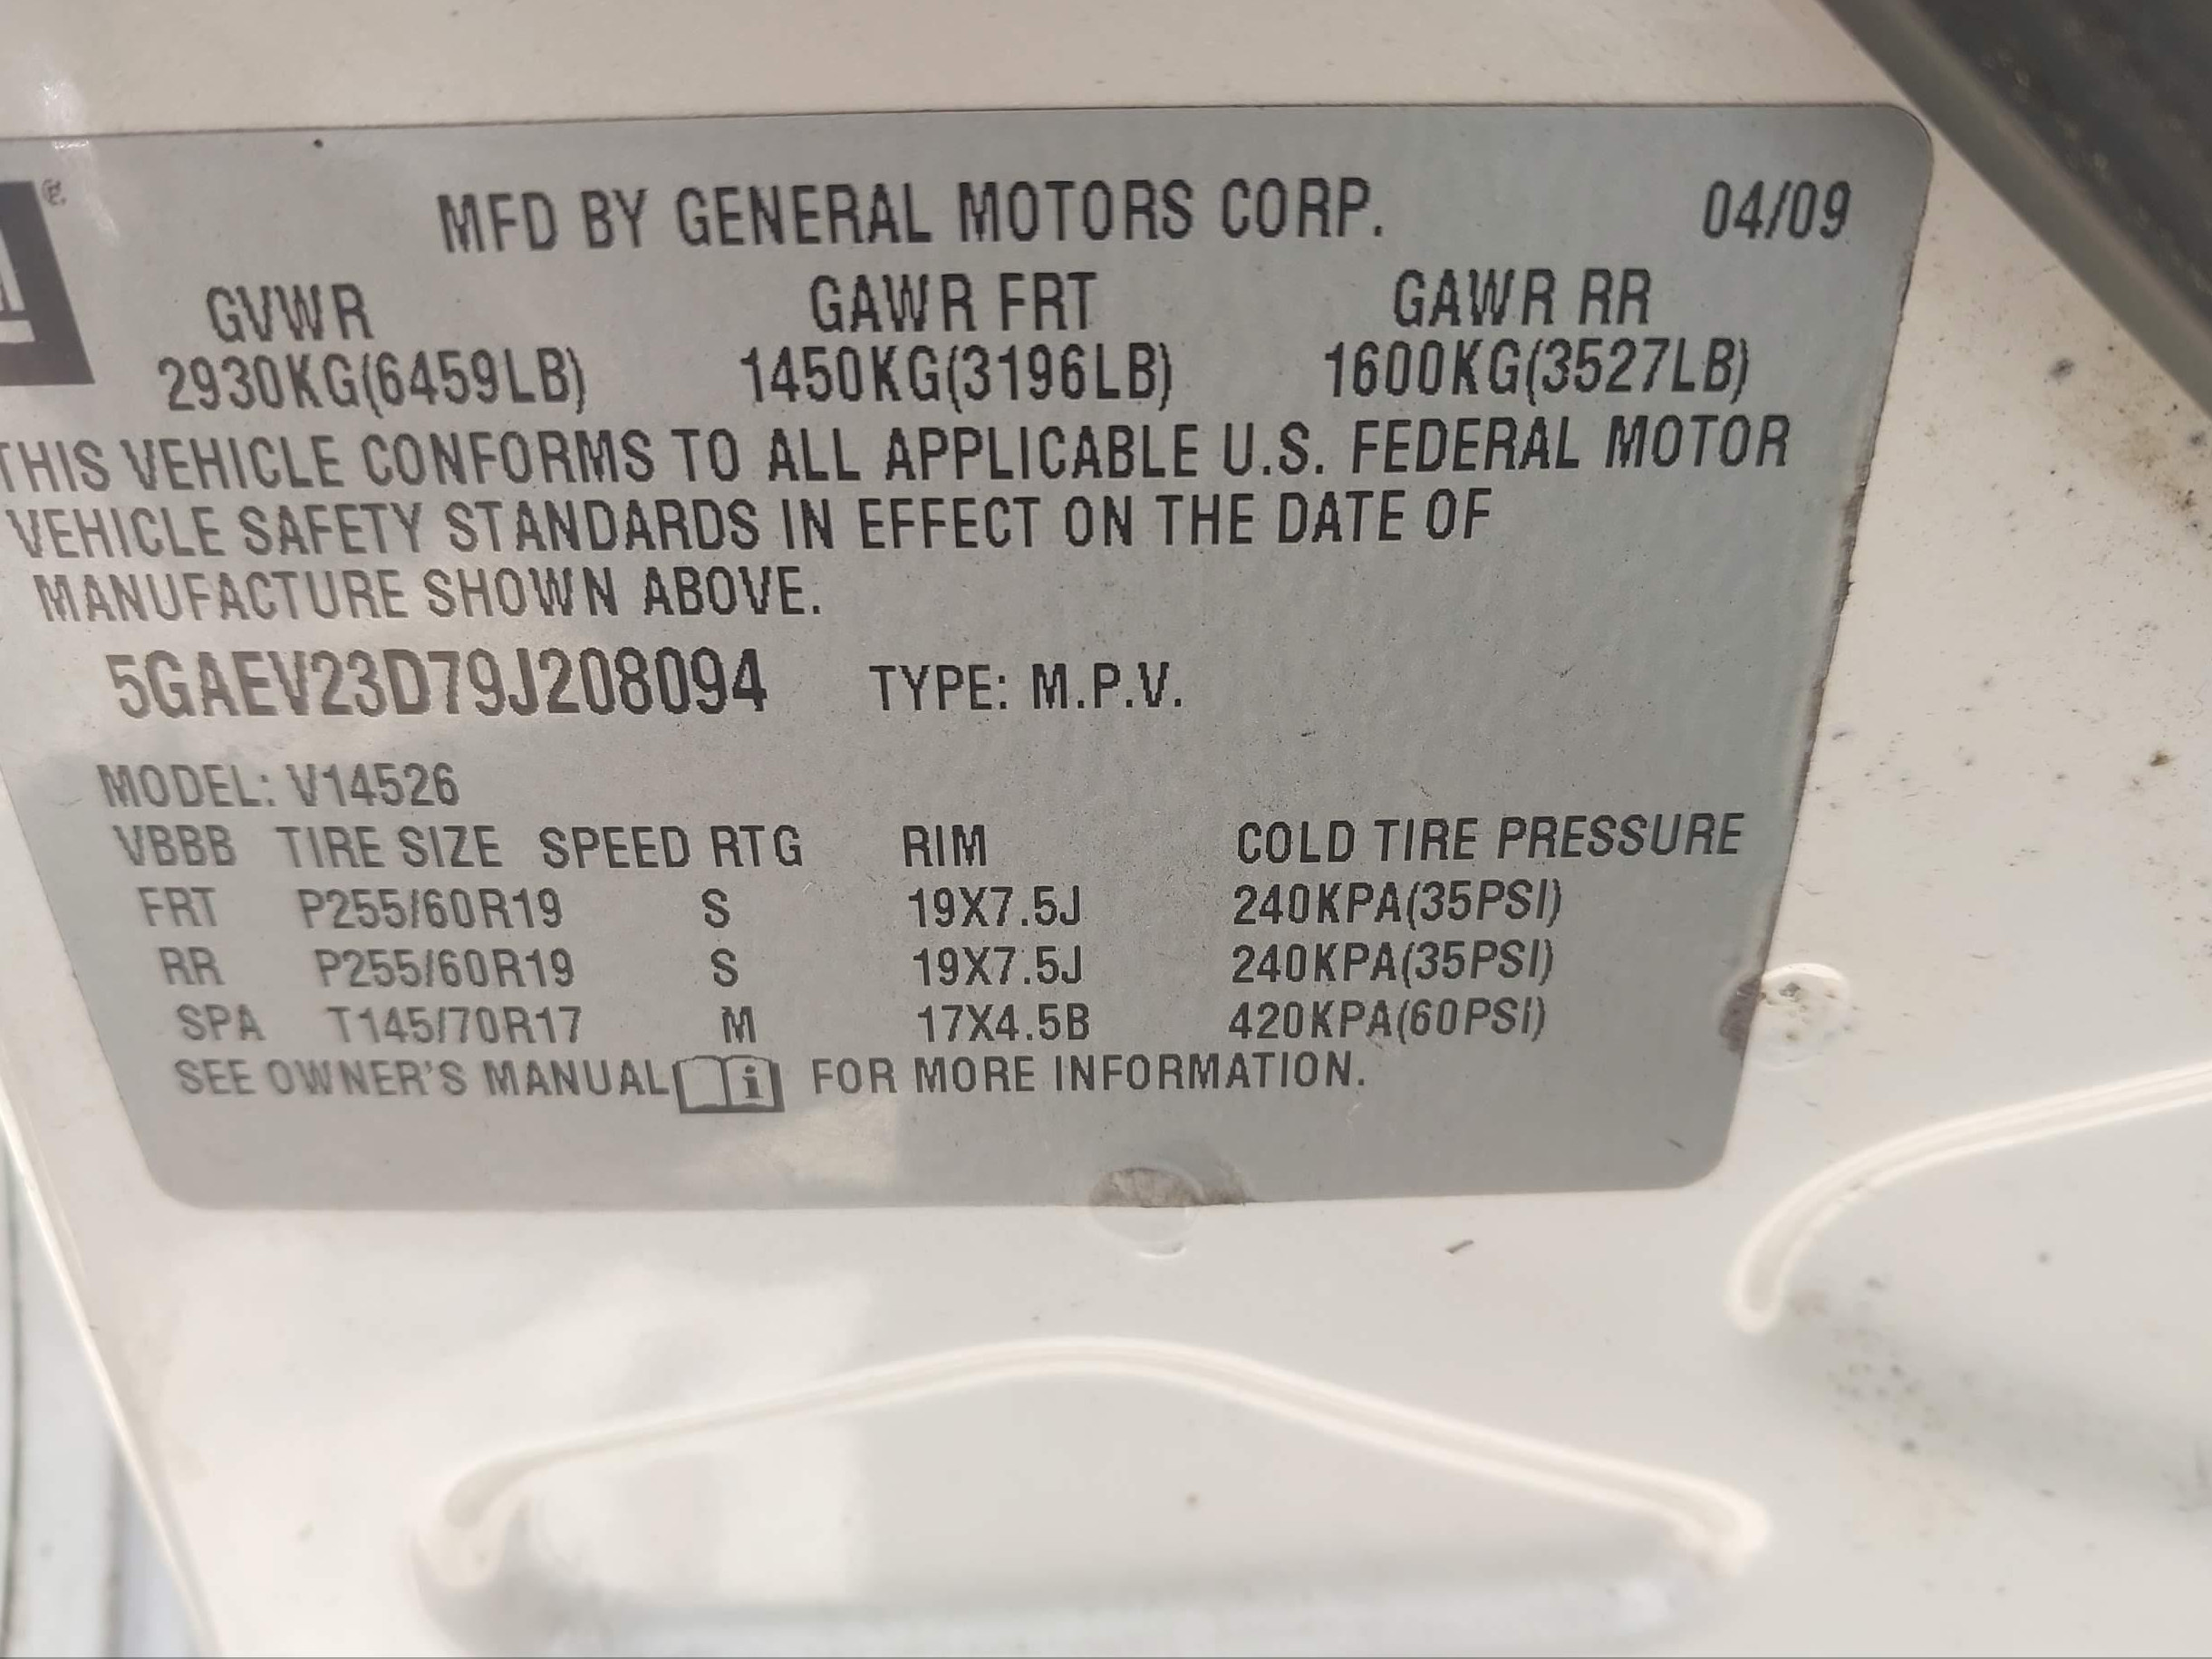 MFD BY GENERAL MOTORS CORP. 04/09
GVWR GAWR FRT GAWR RR
2930KG(6459LB) 1450KG(3196LB) 1600KG(3527LB)
THIS VEHICLE CONFORMS TO ALL APPLICABLE U.S. FEDERAL MOTOR
VEHICLE SAFETY STANDARDS IN EFFECT ON THE DATE OF
MANUFACTURE SHOWN ABOVE.
5GAEV23D79J208094 TYPE: M.P.V.
MODEL: V14526
VBBB TIRE SIZE SPEED RTG RIM COLD TIRE PRESSURE
FRT P255/60R19 S 19X7.5J 240KPA(35PSI)
RR P255/60R19 S 19X7.5J 240KPA(35PSI)
SPA T145/70R17 M 17X4.5B 420KPA(60PSI)
SEE OWNER'S MANUAL i FOR MORE INFORMATION.